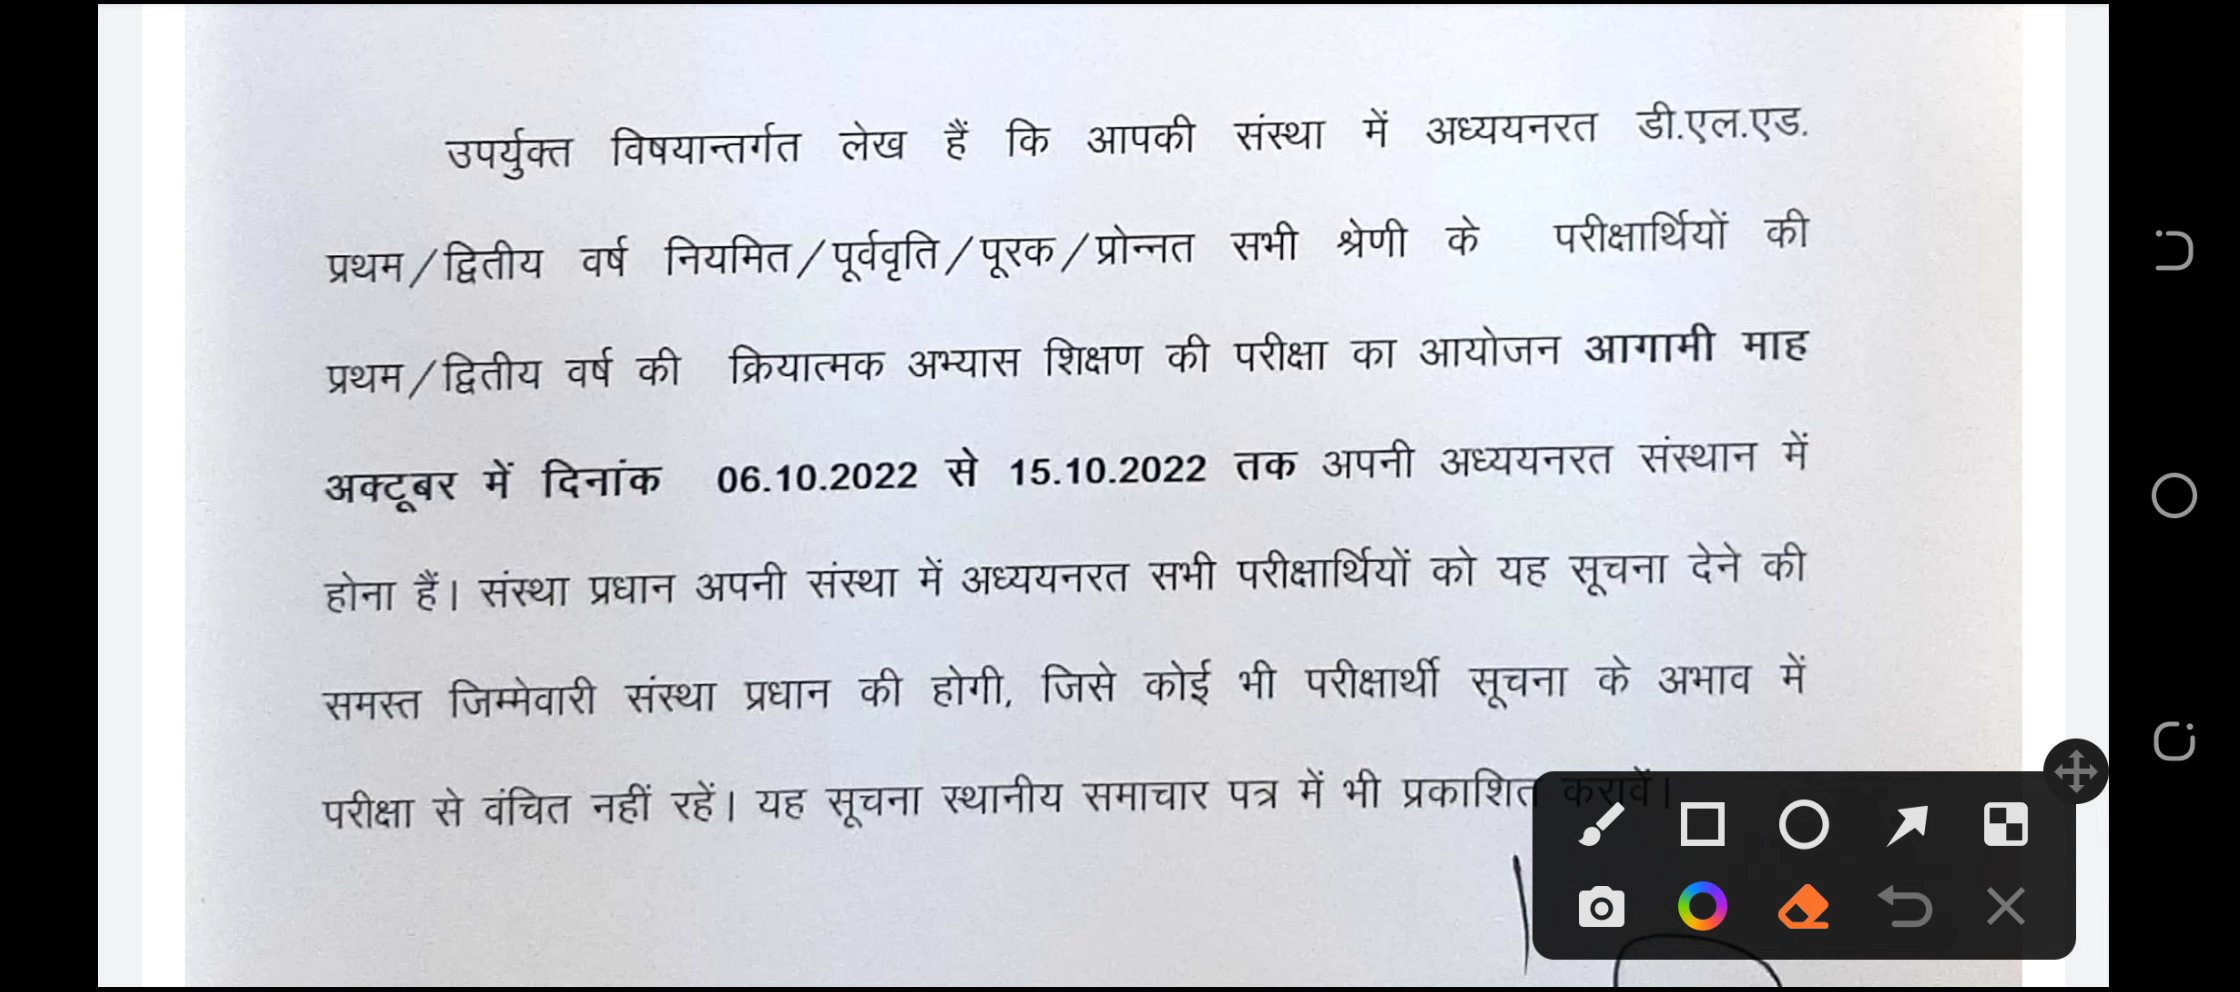 उपर्युक्त विषयान्तर्गत लेख हैं कि आपकी संस्था में अध्ययनरत डी.एल.एड.
प्रथम/द्वितीय वर्ष नियमित/पूर्ववृति/पूरक/प्रोन्नत सभी श्रेणी के परीक्षार्थियों की
प्रथम/द्वितीय वर्ष की क्रियात्मक अभ्यास शिक्षण की परीक्षा का आयोजन आगामी माह
अक्टूबर में दिनांक 06.10.2022 से 15.10.2022 तक अपनी अध्ययनरत संस्थान में
होना हैं। संस्था प्रधान अपनी संस्था में अध्ययनरत सभी परीक्षार्थियों को यह सूचना देने की
समस्त जिम्मेवारी संस्था प्रधान की होगी, जिसे कोई भी परीक्षार्थी सूचना के अभाव में
परीक्षा से वंचित नहीं रहें। यह सूचना स्थानीय समाचार पत्र में भी प्रकाशित करावें।